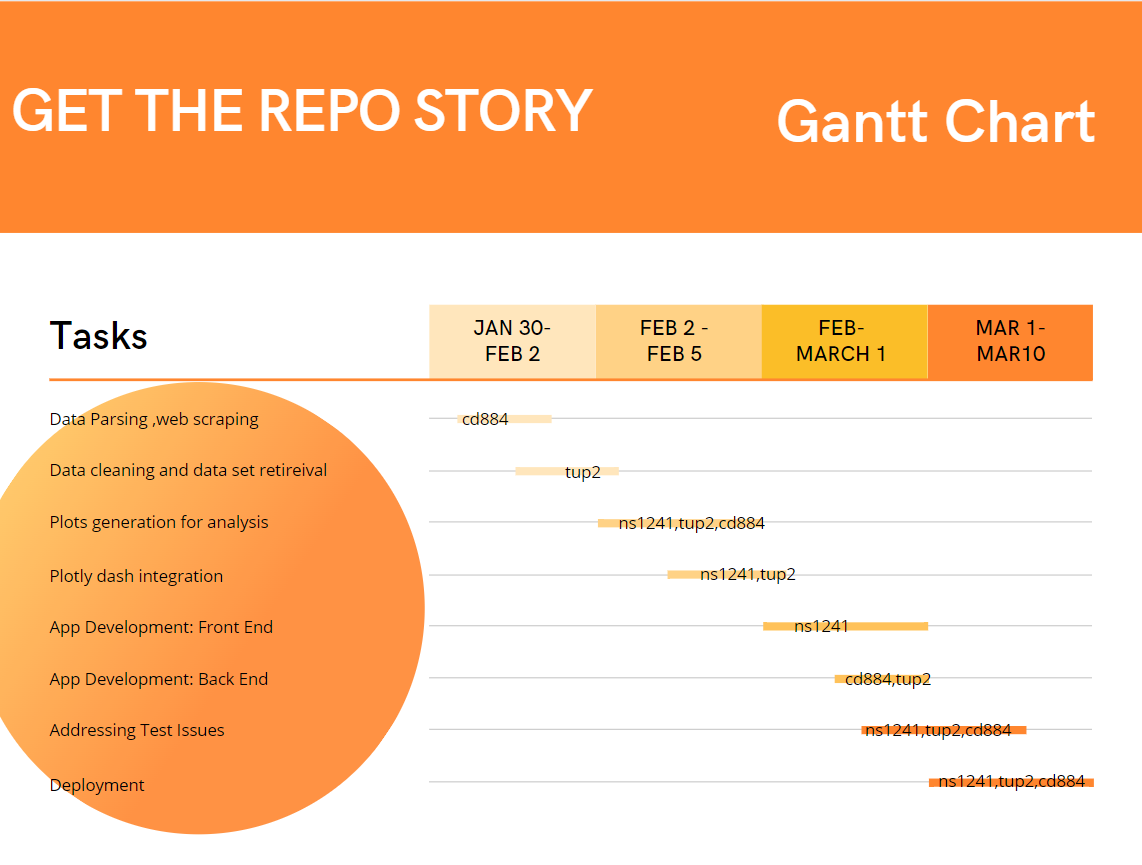 GET THE REPO STORY
Gantt Chart
Tasks
JAN 30-
FEB 2
FEB 2 -
FEB 5
FEB-
MARCH 1
MAR 1-
MAR10
Data Parsing ,web scraping
cd884
Data cleaning and data set retireival
tup2
Plots generation for analysis
ns1241,tup2,cd884
Plotly dash integration
ns1241,tup2
App Development: Front End
ns1241
App Development: Back End
cd884,tup2
Addressing Test Issues
ns1241,tup2,cd884
Deployment
ns1241,tup2,cd884